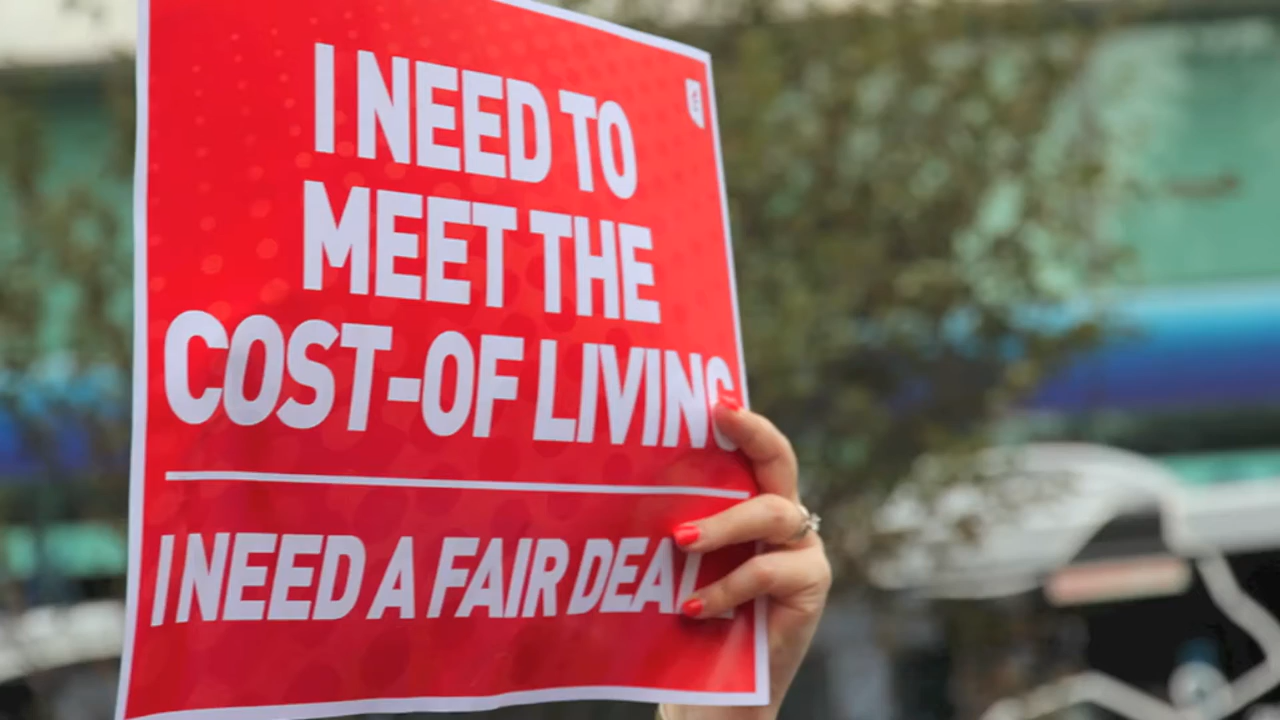 I NEED TO
MEET THE
COST-OF LIVING
I NEED A FAIR DEAL